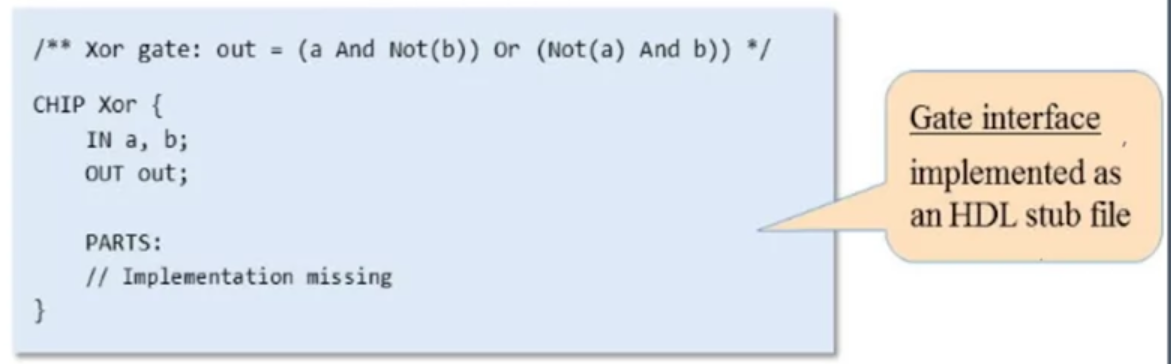 /** Xor gate: out = (a And Not(b)) Or (Not(a) And b)) */
CHIP Xor {
IN a, b;
OUT out;
PARTS:
// Implementation missing
}
Gate interface
implemented as
an HDL stub file